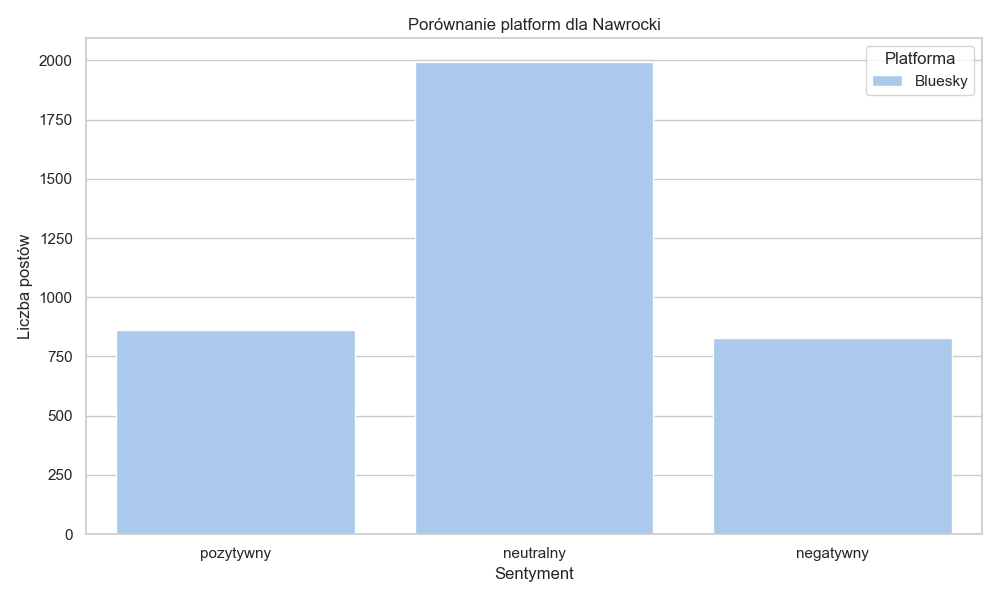 Porównanie platform dla Nawrocki
Platforma
Bluesky
Liczba postów
2000
1750
1500
1250
1000
750
500
250
0
pozytywny
neutralny
negatywny
Sentyment